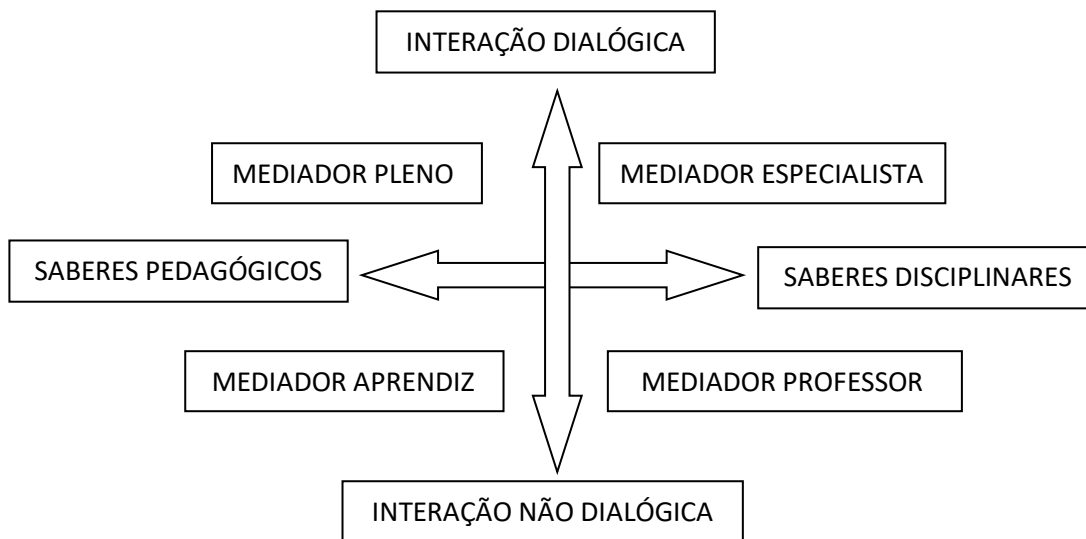 INTERAÇÃO DIALÓGICA
MEDIADOR PLENO
MEDIADOR ESPECIALISTA
SABERES PEDAGÓGICOS
SABERES DISCIPLINARES
MEDIADOR APRENDIZ
MEDIADOR PROFESSOR
INTERAÇÃO NÃO DIALÓGICA